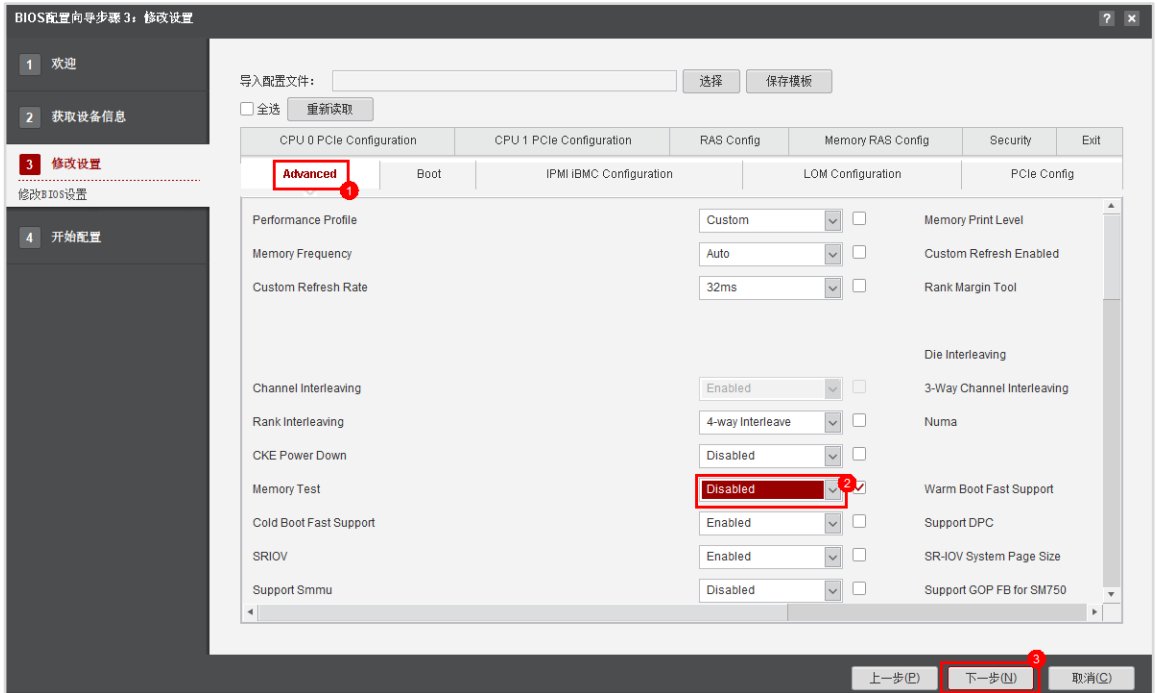 BIOS配置向导步骤 3：修改设置
? ×
1 欢迎
2 获取设备信息
3 修改设置
修改BIOS设置
4 开始配置
导入配置文件： 选择 保存模板
全选 重新读取
CPU 0 PCIe Configuration CPU 1 PCIe Configuration RAS Config Memory RAS Config Security Exit
Advanced Boot IPMI iBMC Configuration LOM Configuration PCIe Config
1
Performance Profile Custom Memory Print Level
Memory Frequency Auto Custom Refresh Enabled
Custom Refresh Rate 32ms Rank Margin Tool
Die Interleaving
Channel Interleaving Enabled 3-Way Channel Interleaving
Rank Interleaving 4-way Interleave Numa
CKE Power Down Disabled
Memory Test Disabled 2 Warm Boot Fast Support
Cold Boot Fast Support Enabled Support DPC
SRIOV Enabled SR-IOV System Page Size
Support Smmu Disabled Support GOP FB for SM750
3
上一步(P) 下一步(N) 取消(C)